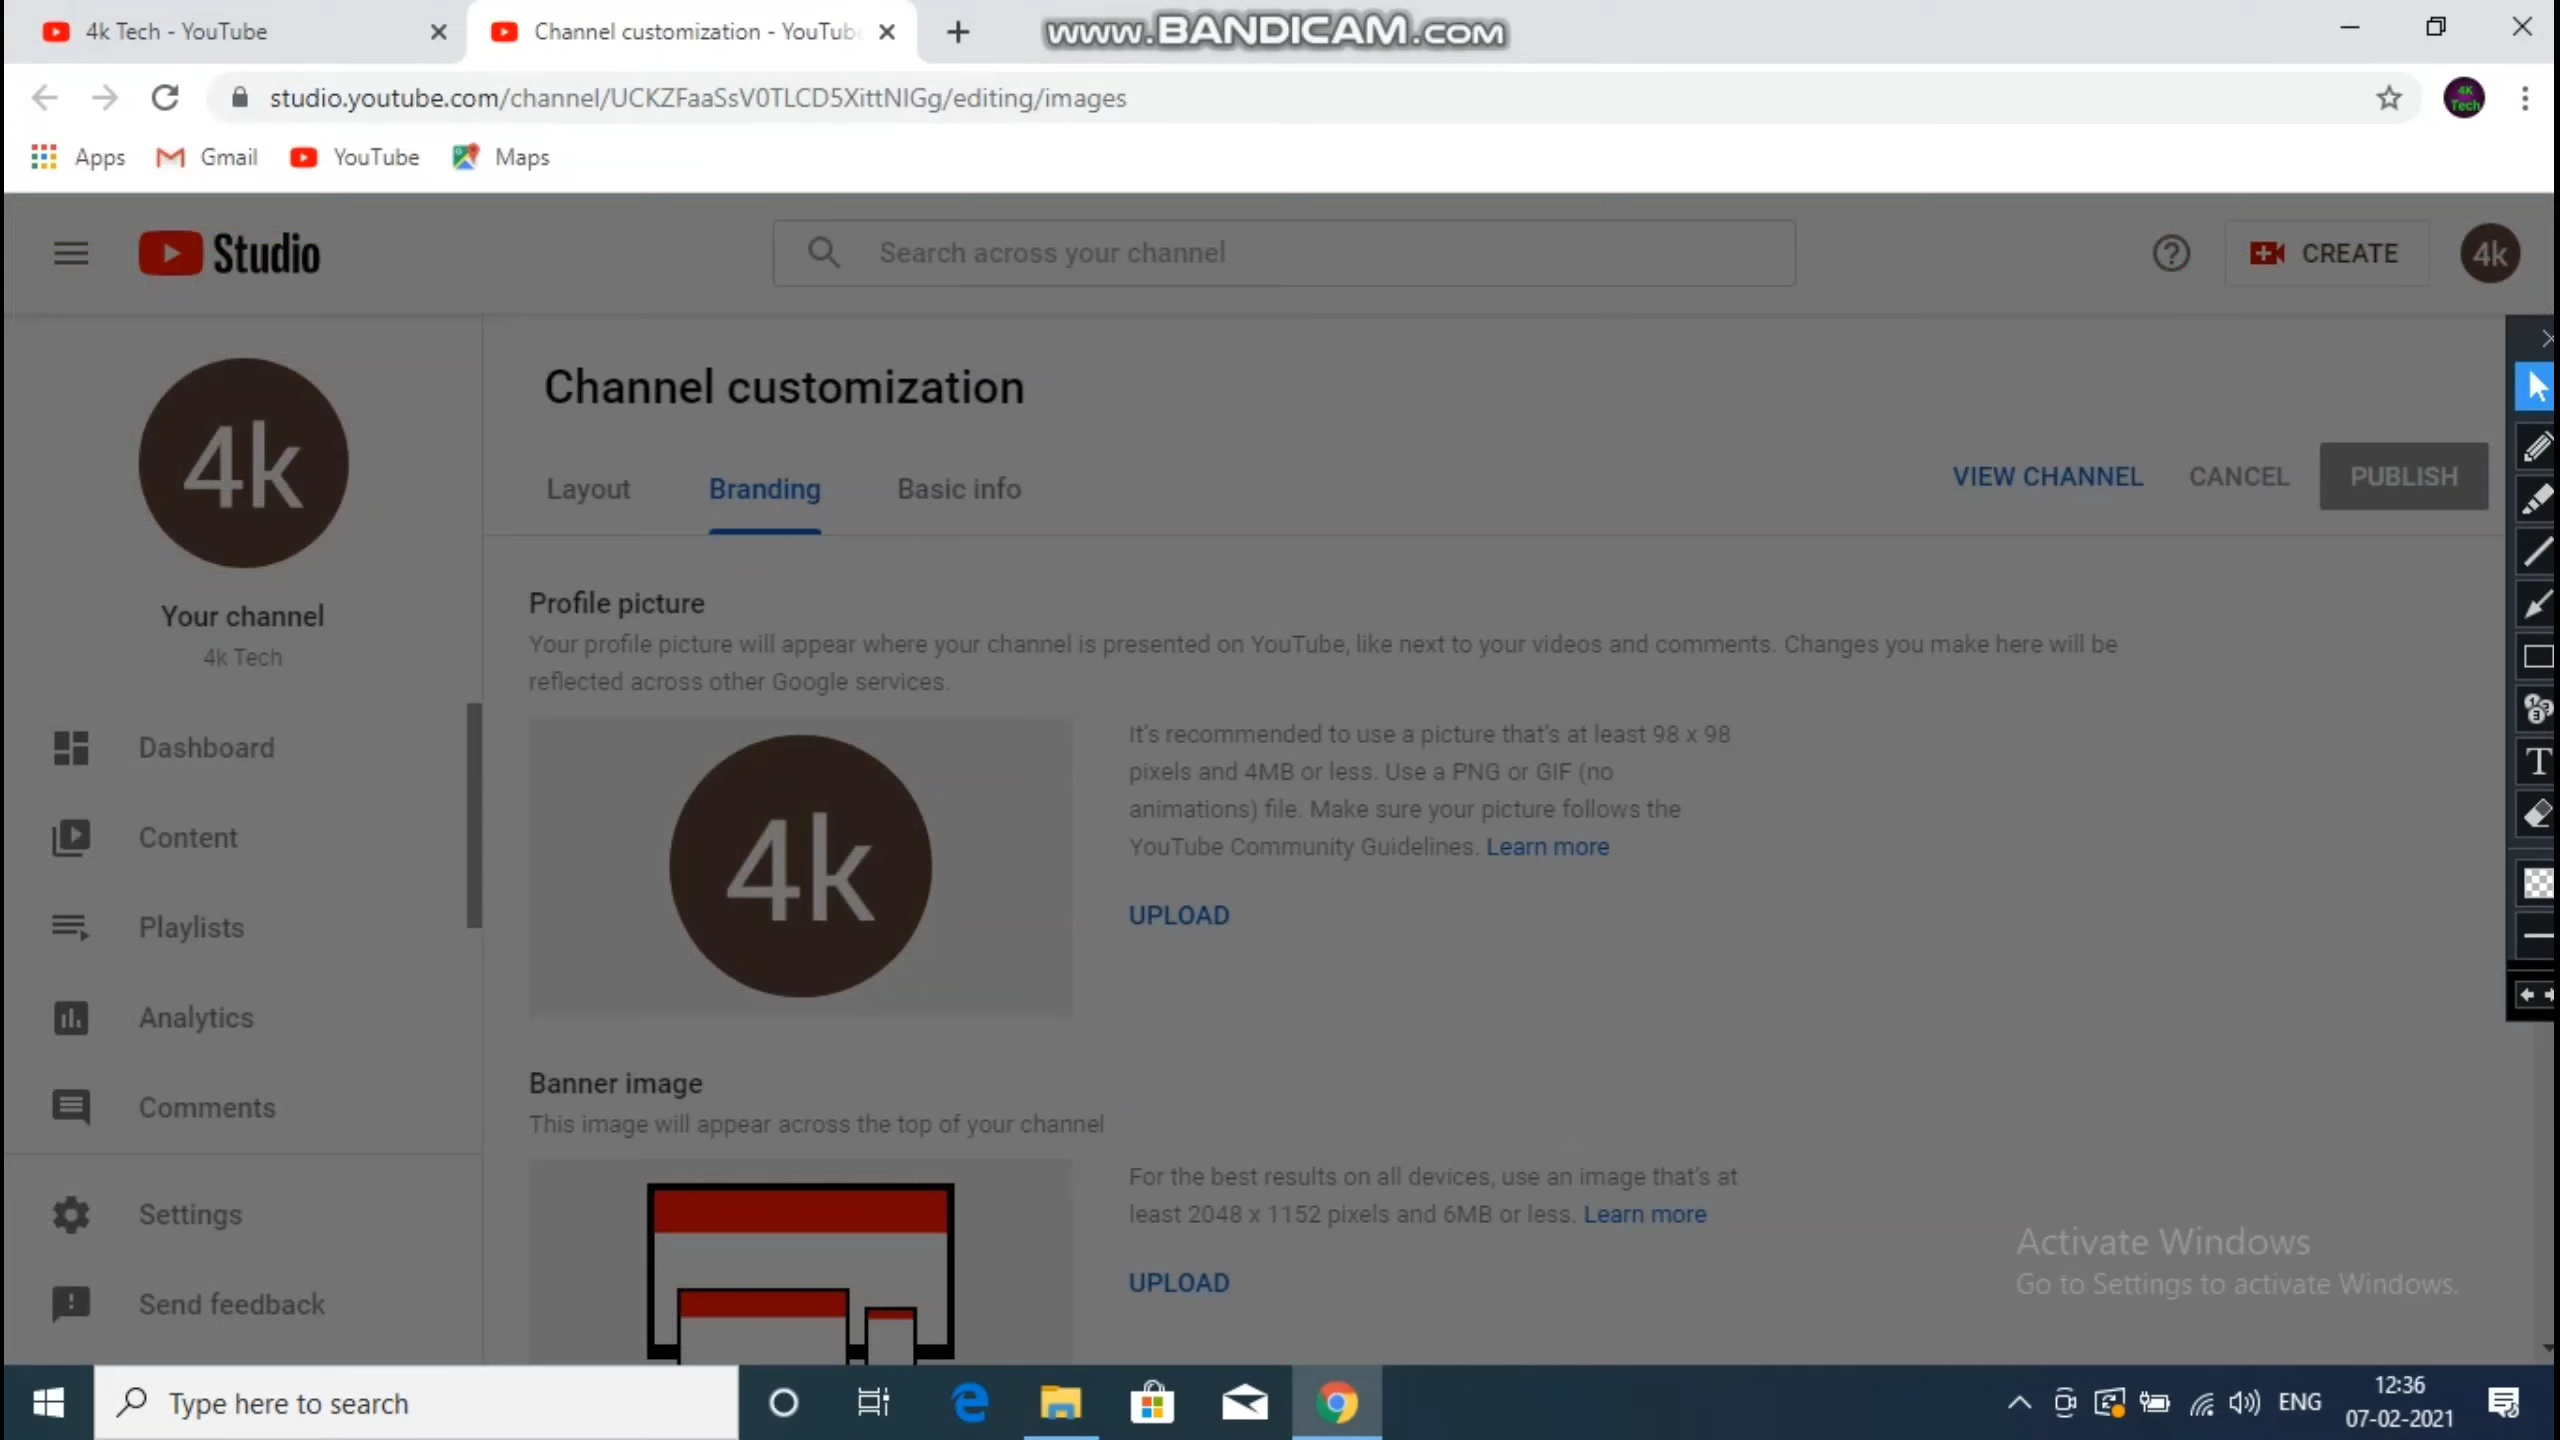 4k Tech - YouTube
Channel customization - YouTub
www.BANDICAM.com
studio.youtube.com/channel/UCKZFaaSsV0TLCD5XittNIGg/editing/images
4K
Tech
Apps
Gmail
YouTube
Maps
Studio
Search across your channel
CREATE
4k
4k
Your channel
4k Tech
Dashboard
Content
Playlists
Analytics
Comments
Settings
Send feedback
Channel customization
Layout
Branding
Basic info
VIEW CHANNEL
CANCEL
PUBLISH
Profile picture
Your profile picture will appear where your channel is presented on YouTube, like next to your videos and comments. Changes you make here will be
reflected across other Google services.
4k
It's recommended to use a picture that's at least 98 x 98
pixels and 4MB or less. Use a PNG or GIF (no
animations) file. Make sure your picture follows the
YouTube Community Guidelines. Learn more
UPLOAD
Banner image
This image will appear across the top of your channel
For the best results on all devices, use an image that's at
least 2048 x 1152 pixels and 6MB or less. Learn more
UPLOAD
T
Activate Windows
Go to Settings to activate Windows.
Type here to search
ENG
12:36
07-02-2021